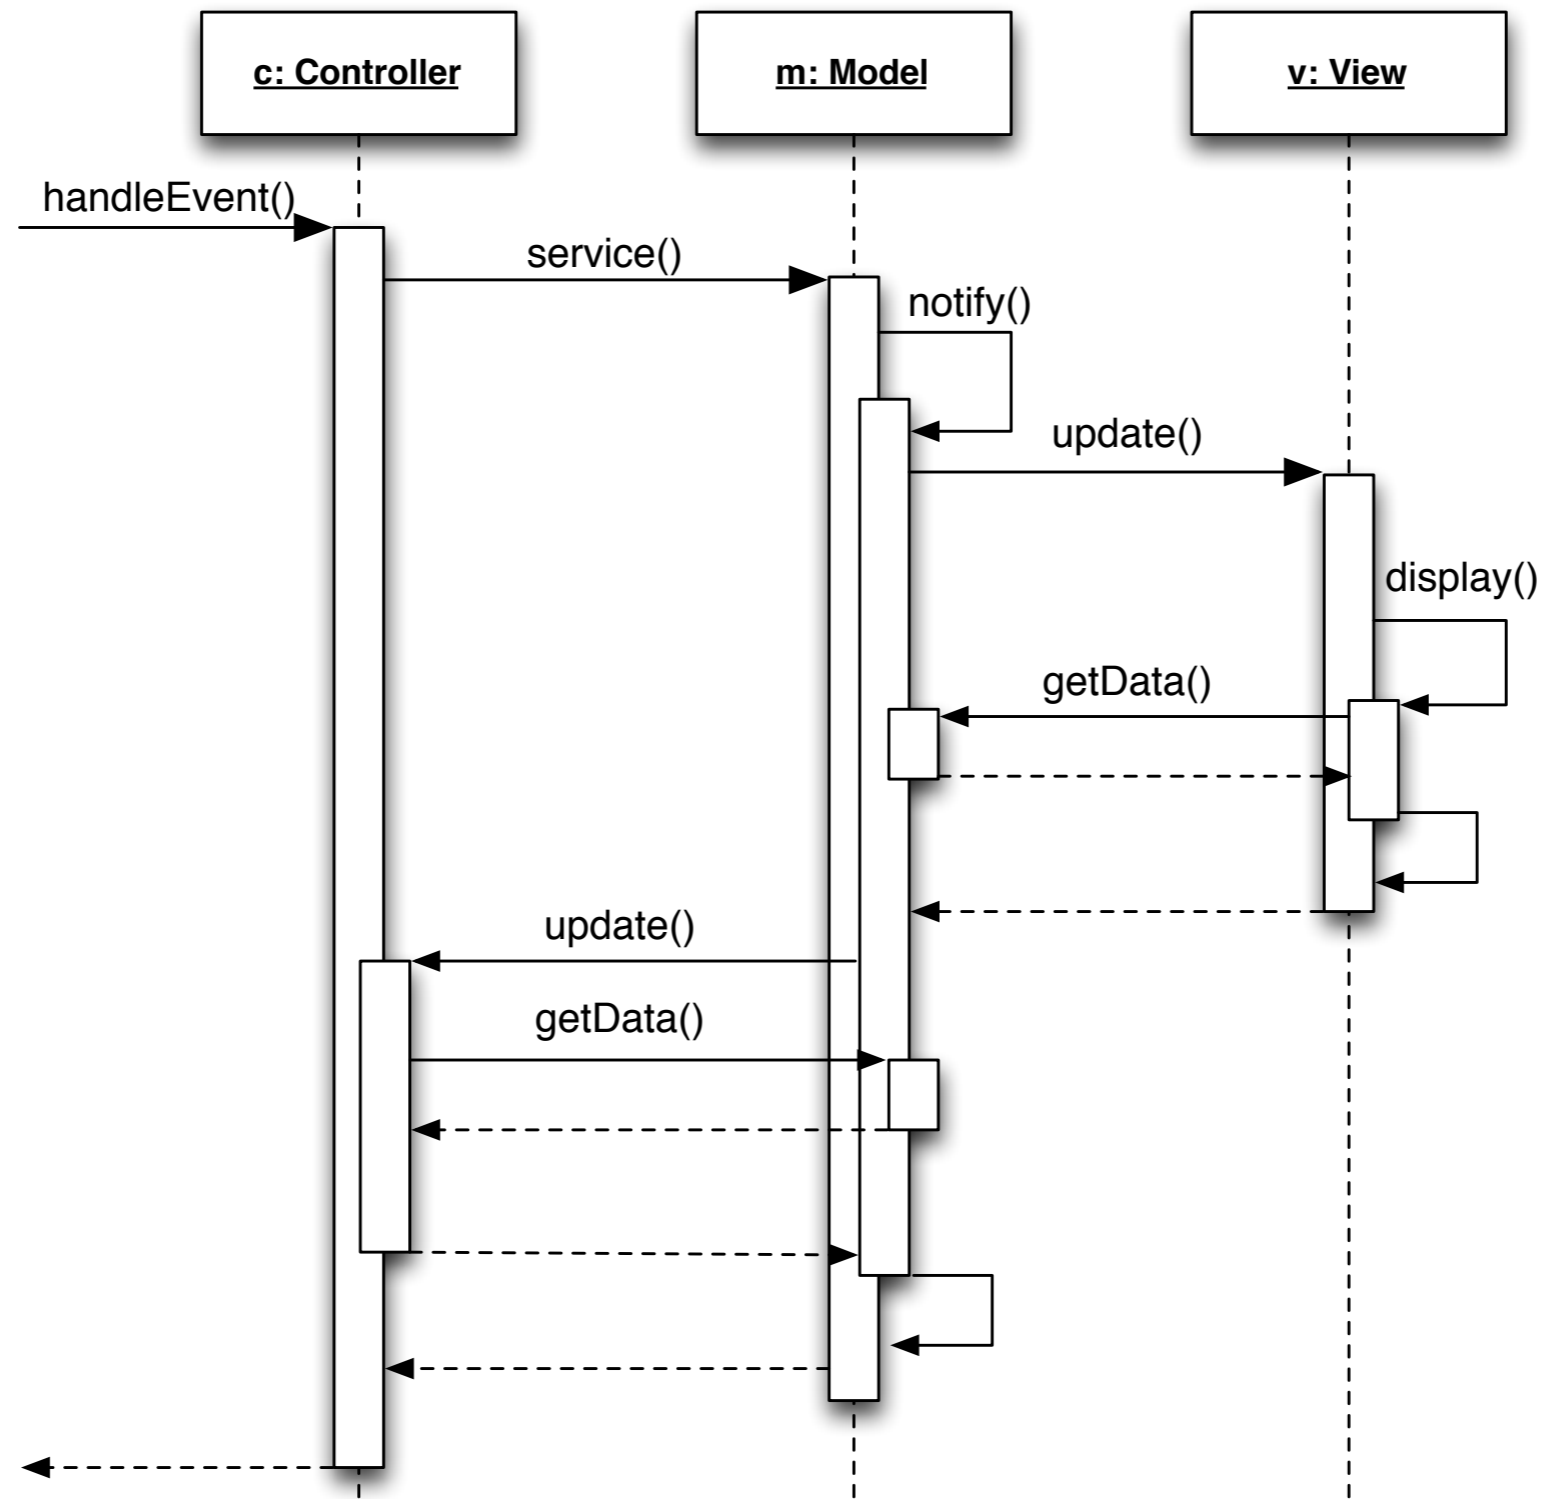 c: Controller
m: Model
v: View
handleEvent()
service()
notify()
update()
display()
getData()
update()
getData()